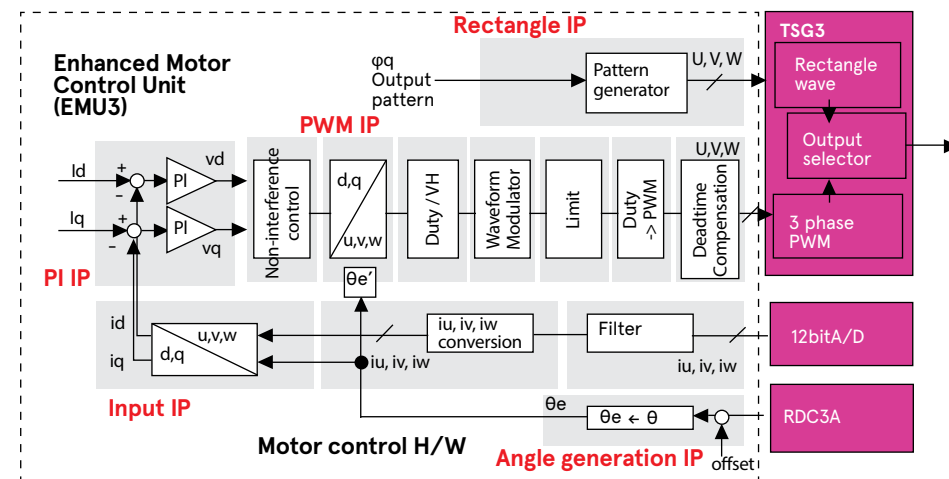 Rectangle IP
TSG3
Enhanced Motor
Control Unit
(EMU3)
φq
Output
pattern
Pattern
generator
U, V, W
Rectangle
wave
PWM IP
Output
selector
U,V,W
Id
+
−
PI
vd
Iq
+
−
PI
vq
Non-interference
control
d,q
u,v,w
Duty / VH
Waveform
Modulator
Limit
Duty
-> PWM
Deadtime
Compensation
3 phase
PWM
PI IP
θe′
id
iq
u,v,w
d,q
iu, iv, iw
conversion
Filter
12bitA/D
iu, iv, iw
iu, iv, iw
Input IP
θe
θe ← θ
RDC3A
Motor control H/W
Angle generation IP
offset